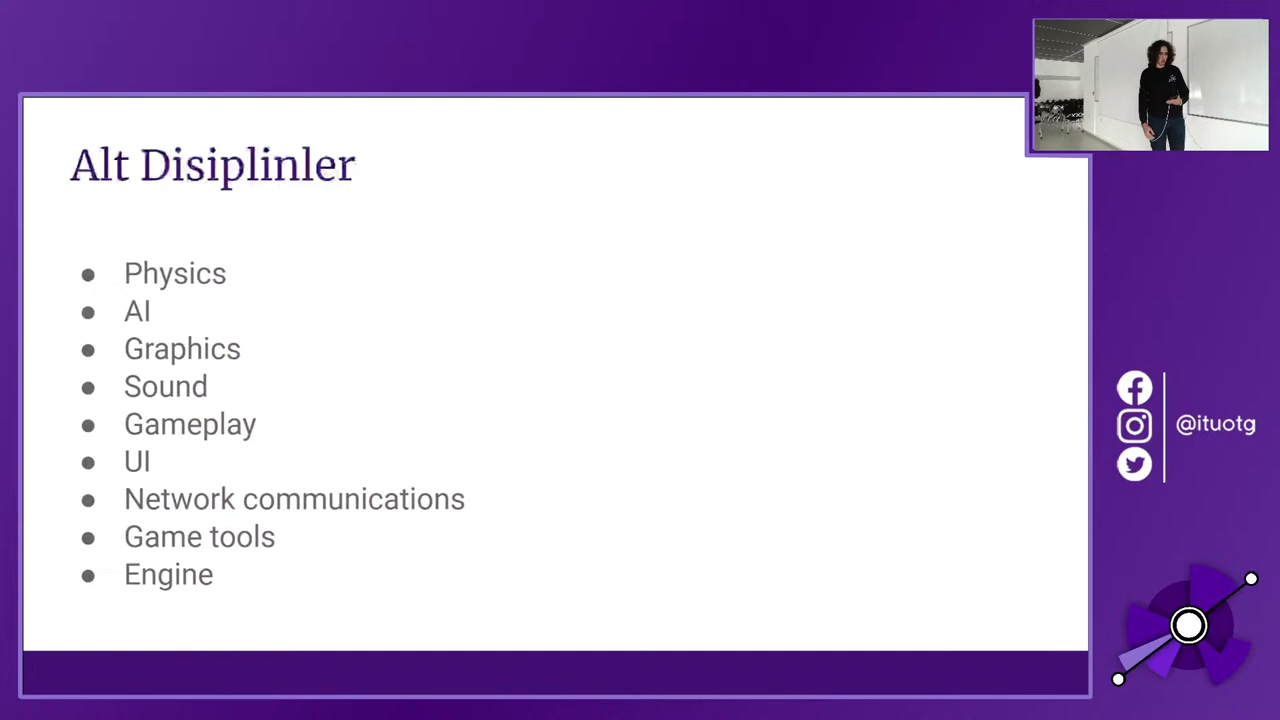 Alt Disiplinler
● Physics
● AI
● Graphics
● Sound
● Gameplay
● UI
● Network communications
● Game tools
● Engine
@ituotg